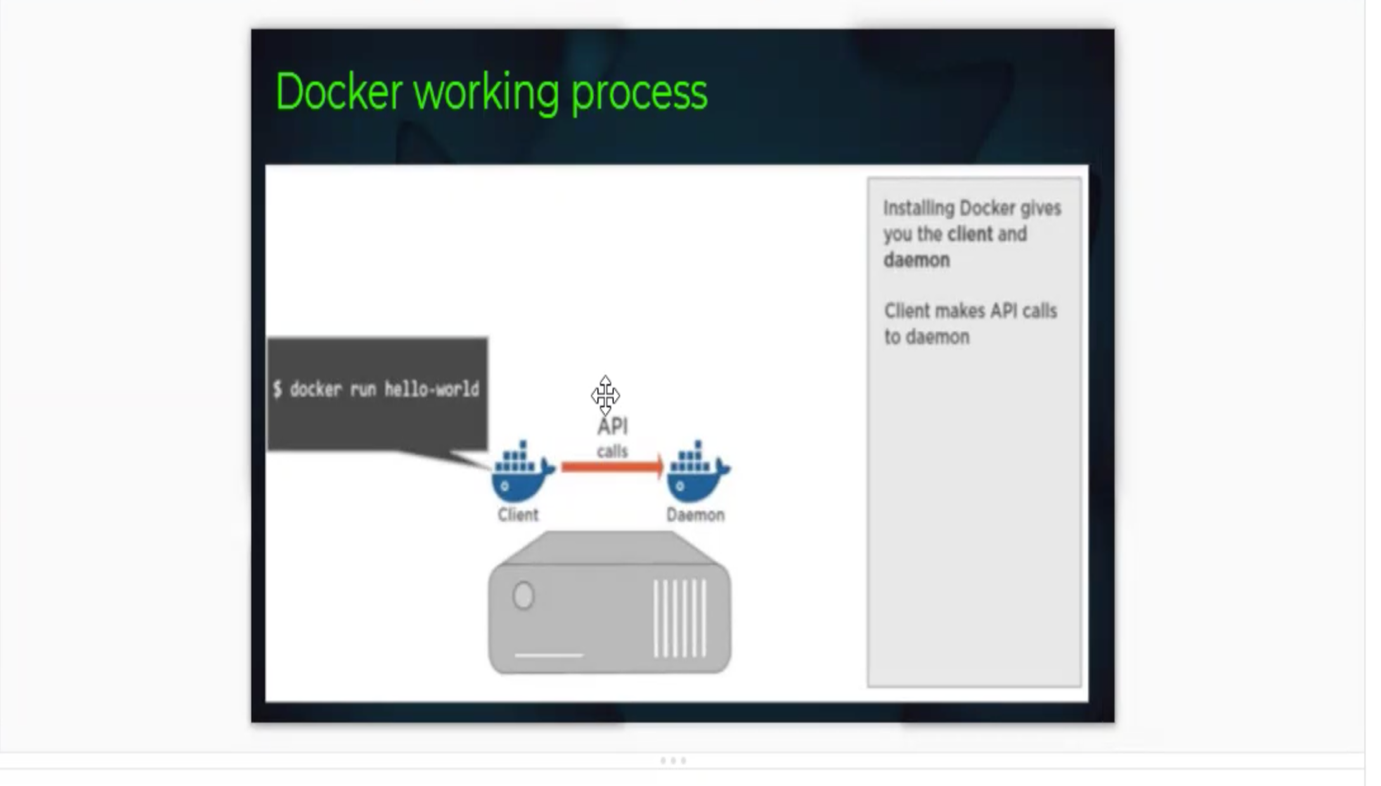 Docker working process
Installing Docker gives
you the client and
daemon
Client makes API calls
to daemon
$ docker run hello-world
API
calls
Client
Daemon